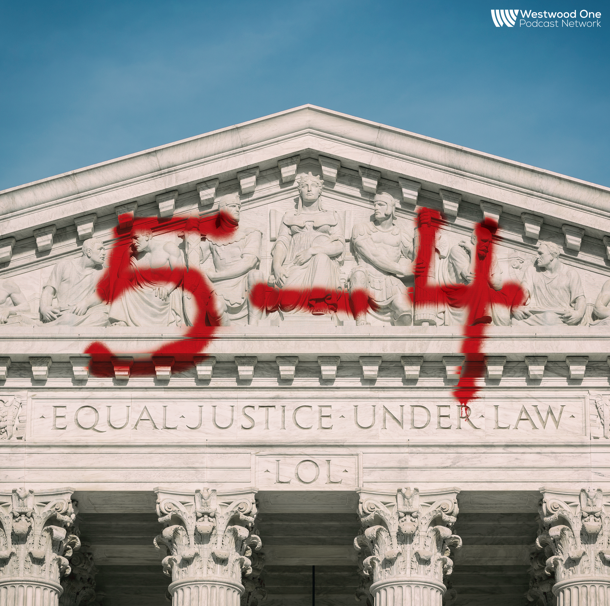 Westwood One
Podcast Network
5-4
EQUAL·JUSTICE·UNDER·LAW
·LOL·